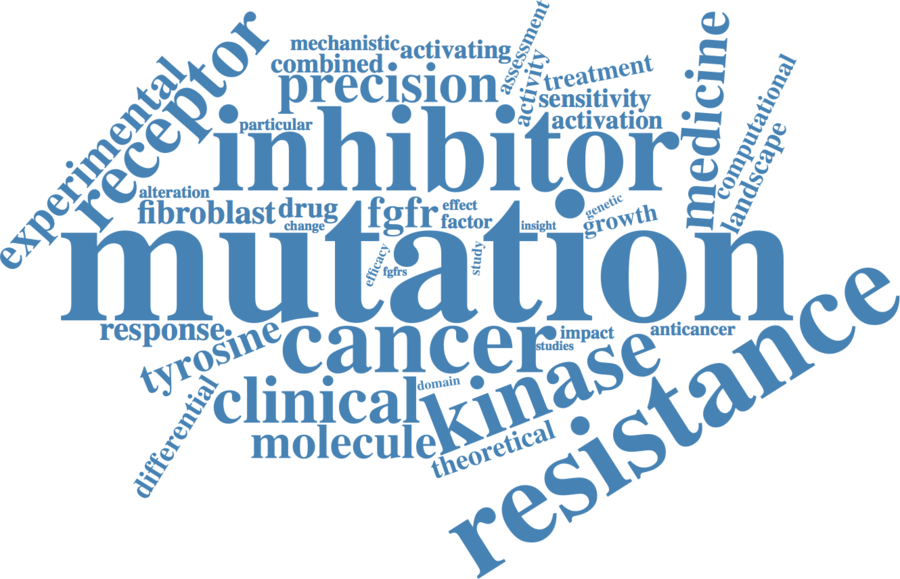 mechanistic
activating
assessment
combined
precision
activity
treatment
sensitivity
activation
medicine
computational
landscape
experimental
receptor
particular
inhibitor
alteration
fibroblast
drug
change
fgfr
effect
factor
insight
genetic
growth
mutation
efficacy
fgfrs
study
response
tyrosine
cancer
impact
studies
anticancer
resistance
differential
clinical
domain
kinase
molecule
theoretical